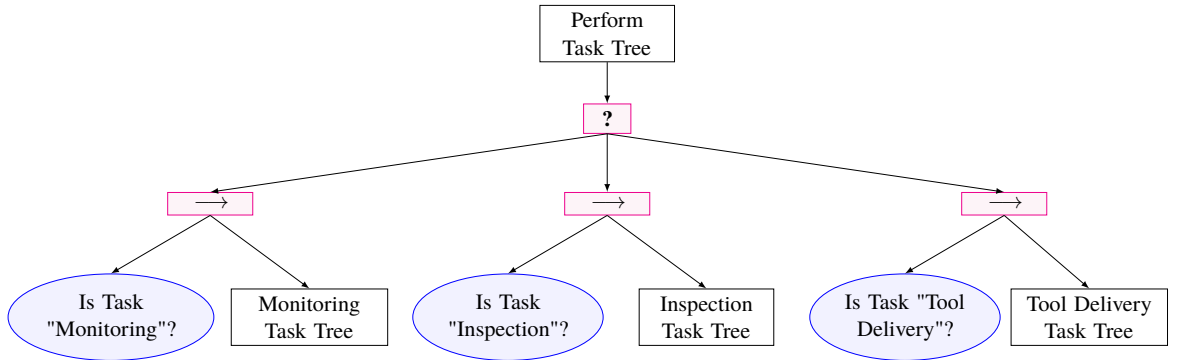 Perform
Task Tree
?
⟶ ⟶ ⟶
Is Task
"Monitoring"?
Monitoring
Task Tree
Is Task
"Inspection"?
Inspection
Task Tree
Is Task "Tool
Delivery"?
Tool Delivery
Task Tree